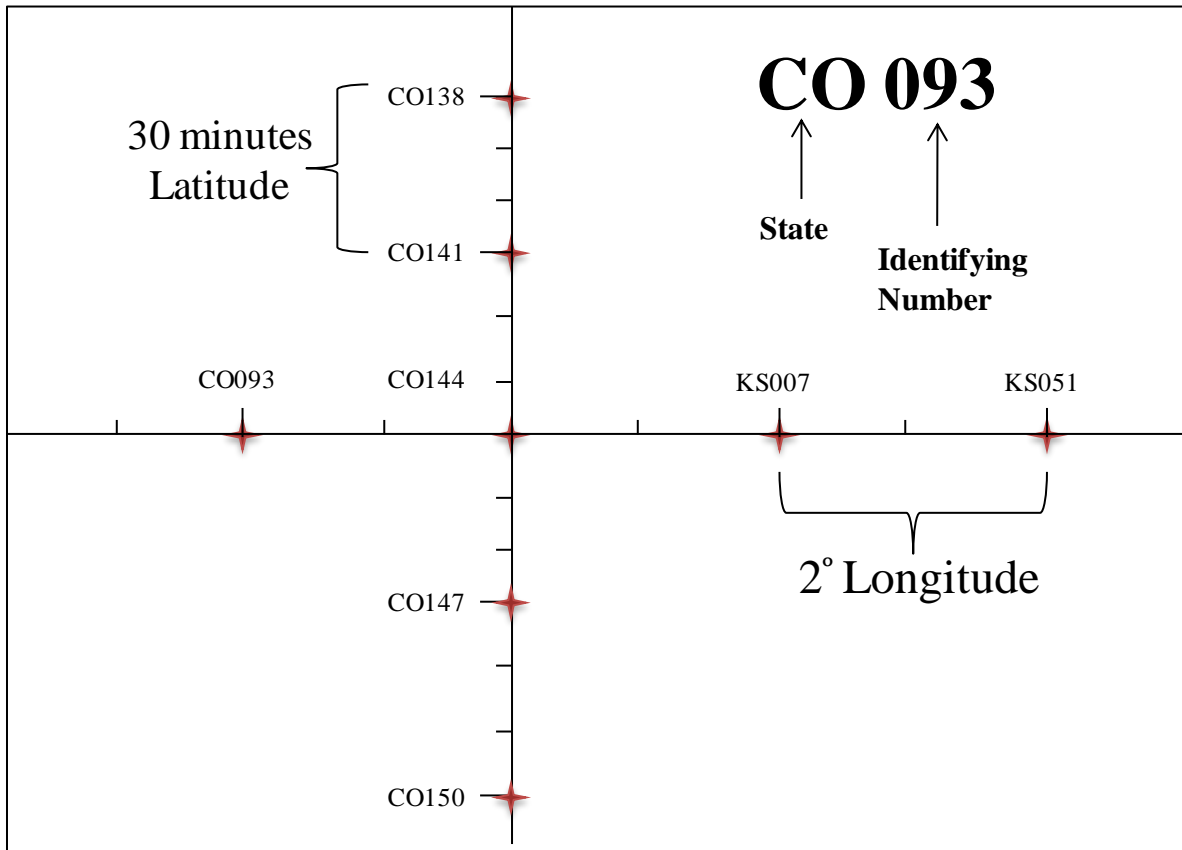 CO 093
State
Identifying
Number
CO138
30 minutes
Latitude
CO141
CO093
CO144
KS007
KS051
2° Longitude
CO147
CO150